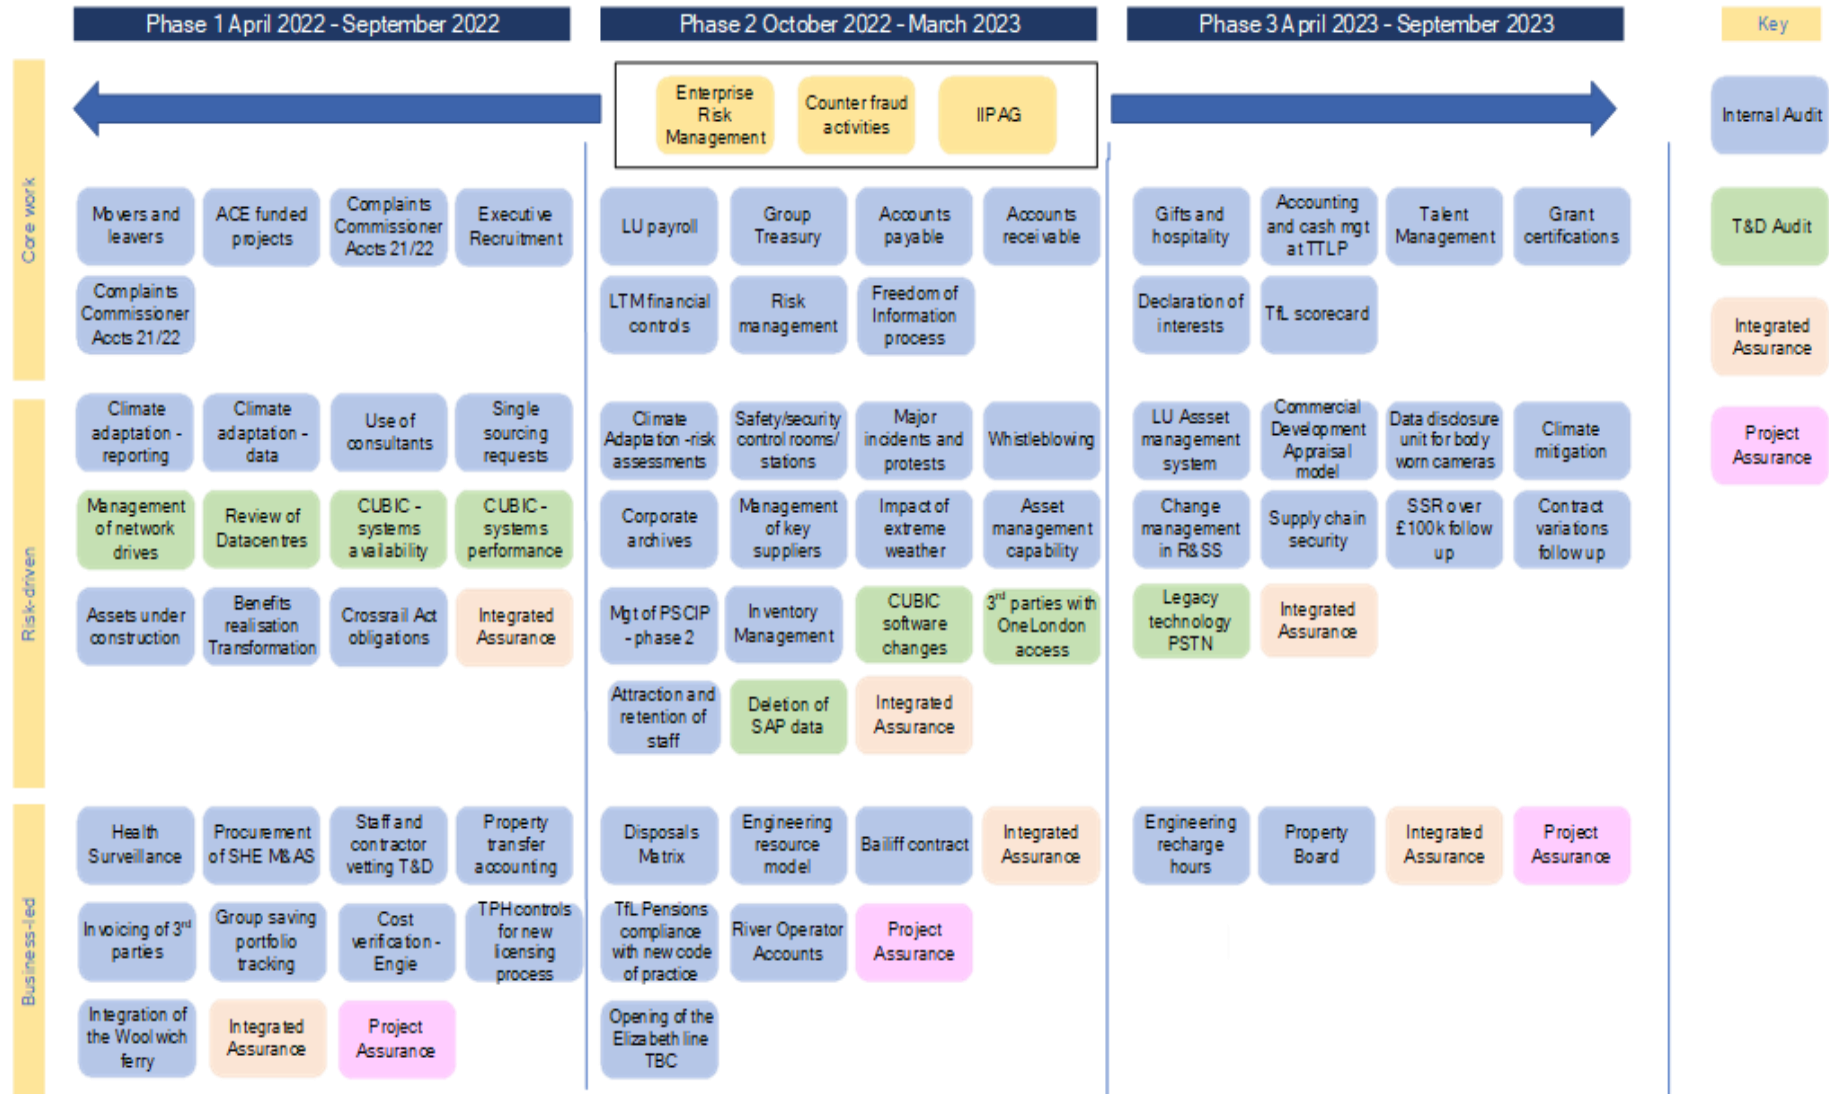 Phase 1 April 2022 - September 2022
Phase 2 October 2022 - March 2023
Phase 3 April 2023 - September 2023
Key
Enterprise
Risk
Management
Counter fraud
activities
IIPAG
Internal Audit
T&D Audit
Integrated
Assurance
Project
Assurance
Core work
Movers and
leavers
ACE funded
projects
Complaints
Commissioner
Accts 21/22
Executive
Recruitment
Complaints
Commissioner
Accts 21/22
LU payroll
Group
Treasury
Accounts
payable
Accounts
receivable
LTM financial
controls
Risk
management
Freedom of
Information
process
Gifts and
hospitality
Accounting
and cash mgt
at TTLP
Talent
Management
Grant
certifications
Declaration of
interests
TfL scorecard
Risk-driven
Climate
adaptation -
reporting
Climate
adaptation -
data
Use of
consultants
Single
sourcing
requests
Management
of network
drives
Review of
Datacentres
CUBIC -
systems
availability
CUBIC -
systems
performance
Assets under
construction
Benefits
realisation
Transformation
Crossrail Act
obligations
Integrated
Assurance
Climate
Adaptation -risk
assessments
Safety/security
control rooms/
stations
Major
incidents and
protests
Whistleblowing
Corporate
archives
Management
of key
suppliers
Impact of
extreme
weather
Asset
management
capability
Mgt of PSCIP
- phase 2
Inventory
Management
CUBIC
software
changes
3rd parties with
OneLondon
access
Attraction and
retention of
staff
Deletion of
SAP data
Integrated
Assurance
LU Assset
management
system
Commercial
Development
Appraisal
model
Data disclosure
unit for body
worn cameras
Climate
mitigation
Change
management
in R&SS
Supply chain
security
SSR over
£100k follow
up
Contract
variations
follow up
Legacy
technology
PSTN
Integrated
Assurance
Business-led
Health
Surveillance
Procurement
of SHE M&AS
Staff and
contractor
vetting T&D
Property
transfer
accounting
Invoicing of 3rd
parties
Group saving
portfolio
tracking
Cost
verification -
Engie
TPH controls
for new
licensing
process
Integration of
the Woolwich
ferry
Integrated
Assurance
Project
Assurance
Disposals
Matrix
Engineering
resource
model
Bailiff contract
Integrated
Assurance
TfL Pensions
compliance
with new code
of practice
River Operator
Accounts
Project
Assurance
Opening of the
Elizabeth line
TBC
Engineering
recharge
hours
Property
Board
Integrated
Assurance
Project
Assurance